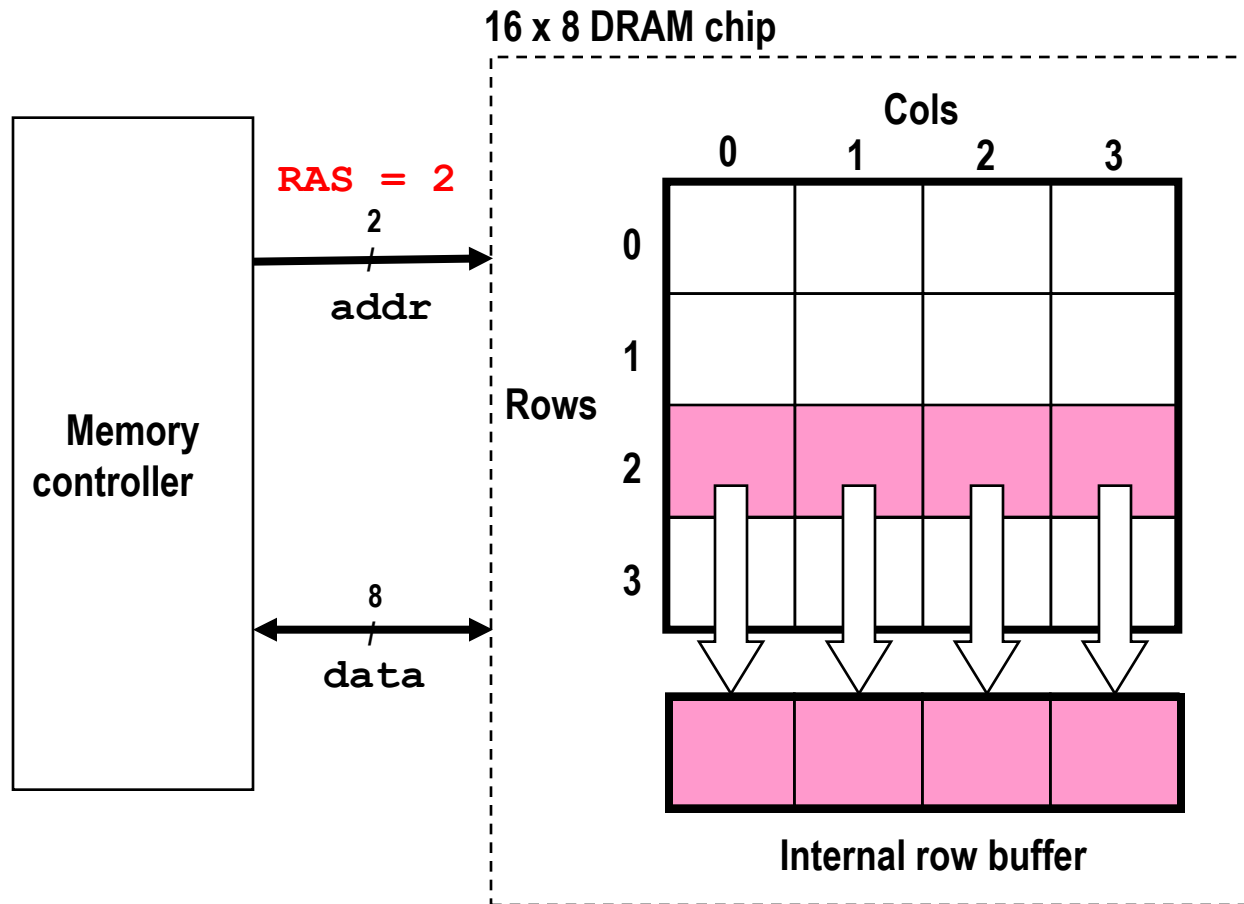 16 x 8 DRAM chip
Cols
0 1 2 3
RAS = 2
2
addr
0
1
Rows
2
3
Memory
controller
8
data
Internal row buffer